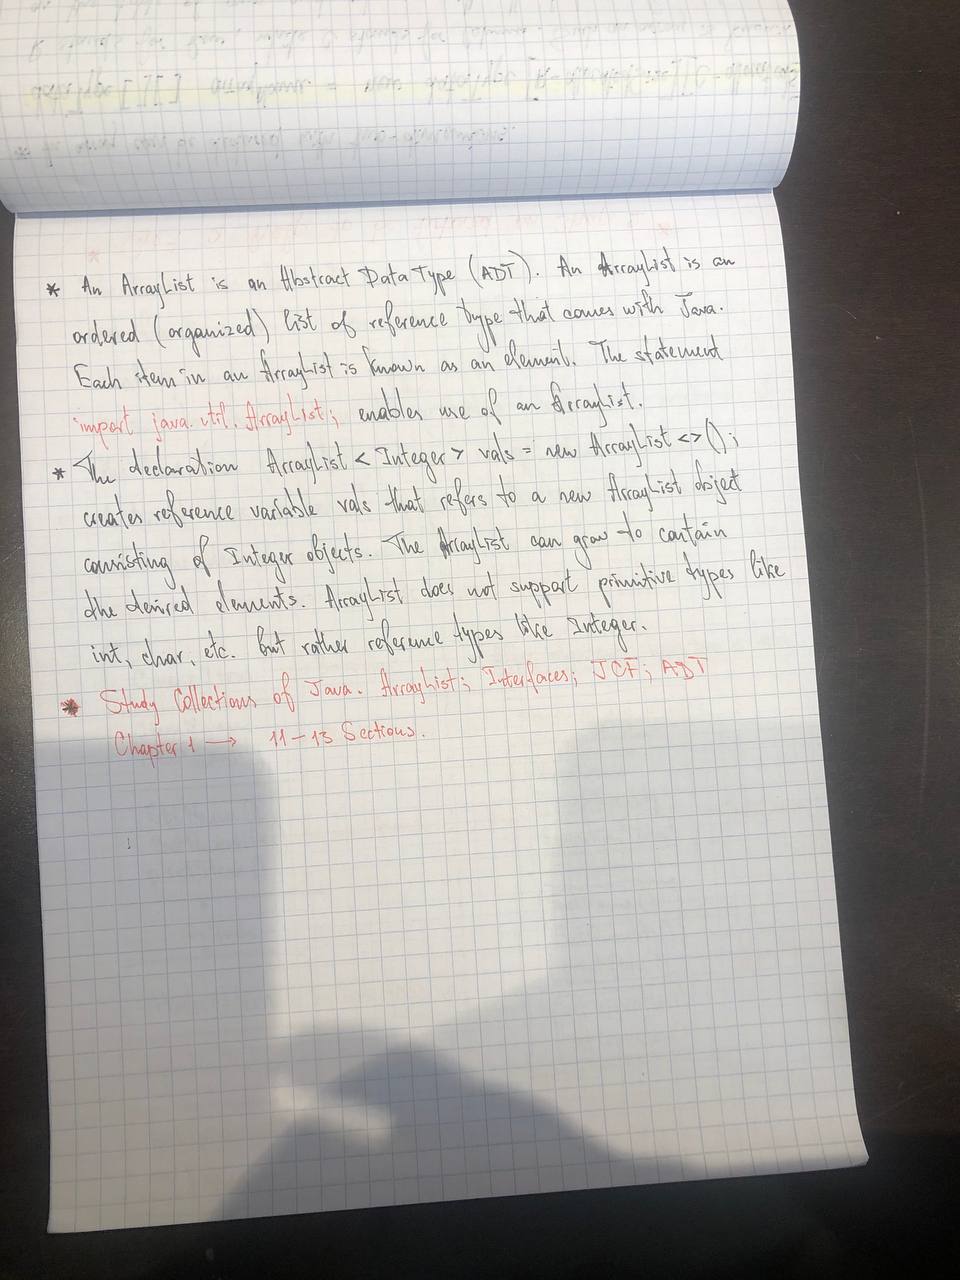 * An ArrayList is an Abstract Data Type (ADT). An ArrayList is an
ordered (organized) list of reference type that comes with Java.
Each item in an ArrayList is known as an element. The statement
import java.util.ArrayList; enables use of an ArrayList.
* The declaration ArrayList < Integer > vals = new ArrayList <> ();
creates reference variable vals that refers to a new ArrayList object
consisting of Integer objects. The ArrayList can grow to contain
the desired elements. ArrayList does not support primitive types like
int, char, etc. but rather reference types like Integer.
* Study Collections of Java. ArrayList; Interfaces; JCF; ADT
Chapter 1 → 11-13 Sections.